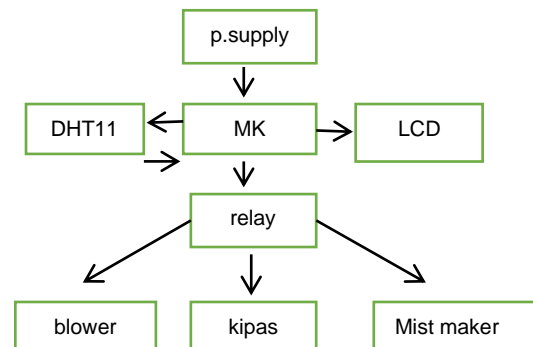 p.supply
DHT11
MK
LCD
relay
blower
kipas
Mist maker